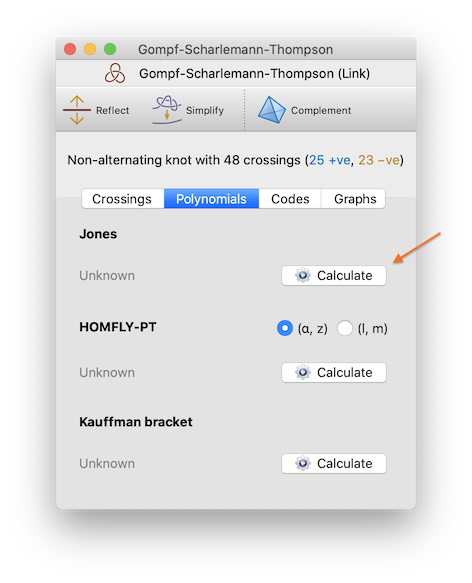 Gompf-Scharlemann-Thompson
Gompf-Scharlemann-Thompson (Link)
Reflect Simplify Complement
Non-alternating knot with 48 crossings (25 +ve, 23 −ve)
Crossings Polynomials Codes Graphs
Jones
Unknown Calculate
HOMFLY-PT (α, z) (l, m)
Unknown Calculate
Kauffman bracket
Unknown Calculate